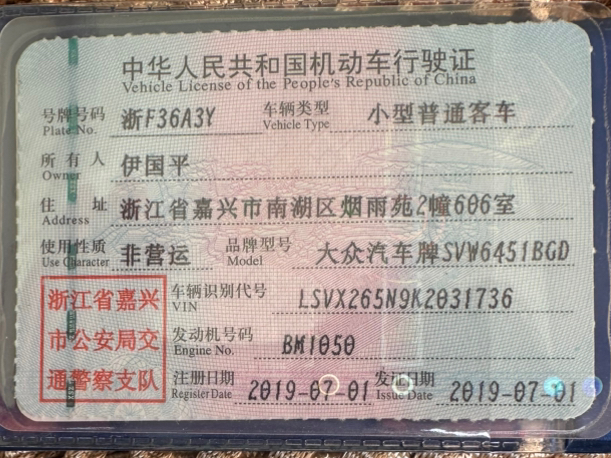 中华人民共和国机动车行驶证
Vehicle License of the People's Republic of China
号牌号码 浙F36A3Y 车辆类型 小型普通客车
Plate No. Vehicle Type
所有人 伊国平
Owner
住址 浙江省嘉兴市南湖区烟雨苑2幢606室
Address
使用性质 非营运 品牌型号 大众汽车牌SVW6451BGD
Use Character Model
浙江省嘉兴
市公安局交
通警察支队
车辆识别代号 LSVX265N9K2031736
VIN
发动机号码 BM1050
Engine No.
注册日期 2019-07-01 发证日期 2019-07-01
Register Date Issue Date